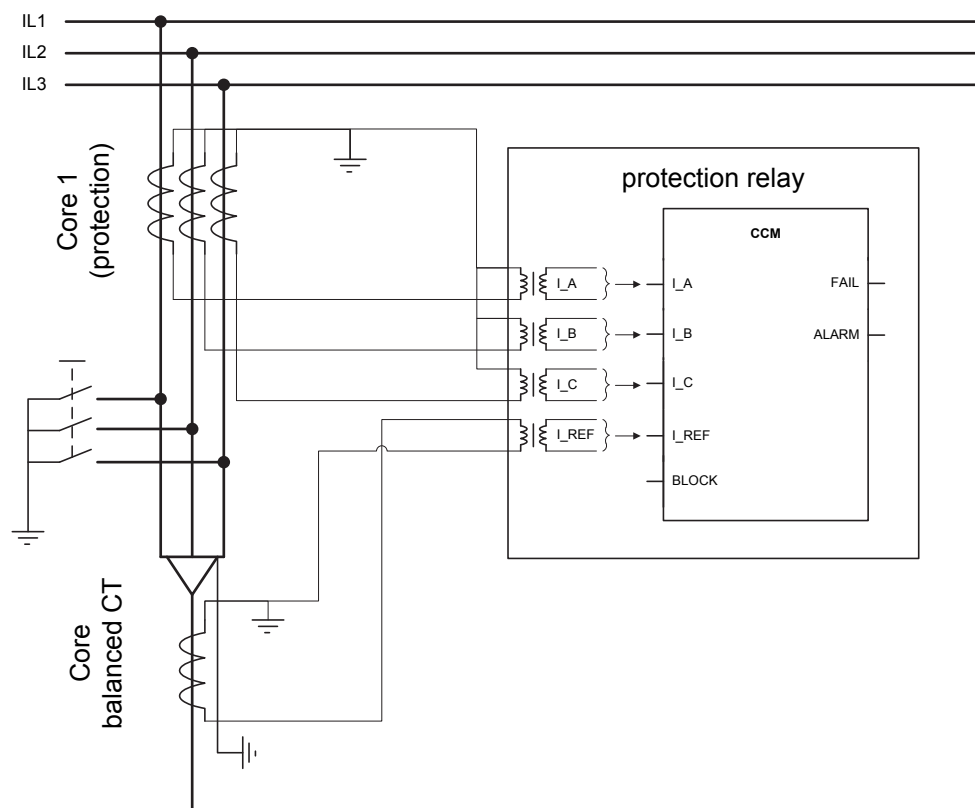 IL1
IL2
IL3
Core 1
(protection)
protection relay
CCM
I_A
I_A
FAIL
I_B
I_B
ALARM
I_C
I_C
I_REF
I_REF
BLOCK
Core
balanced CT